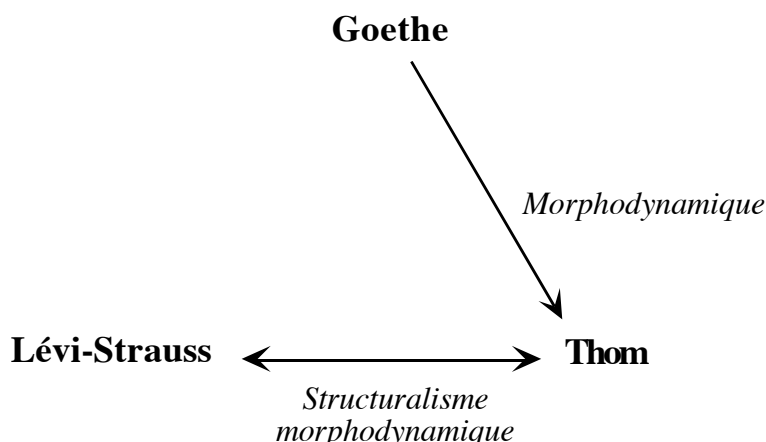 Goethe
Morphodynamique
Lévi-Strauss
Thom
Structuralisme
morphodynamique